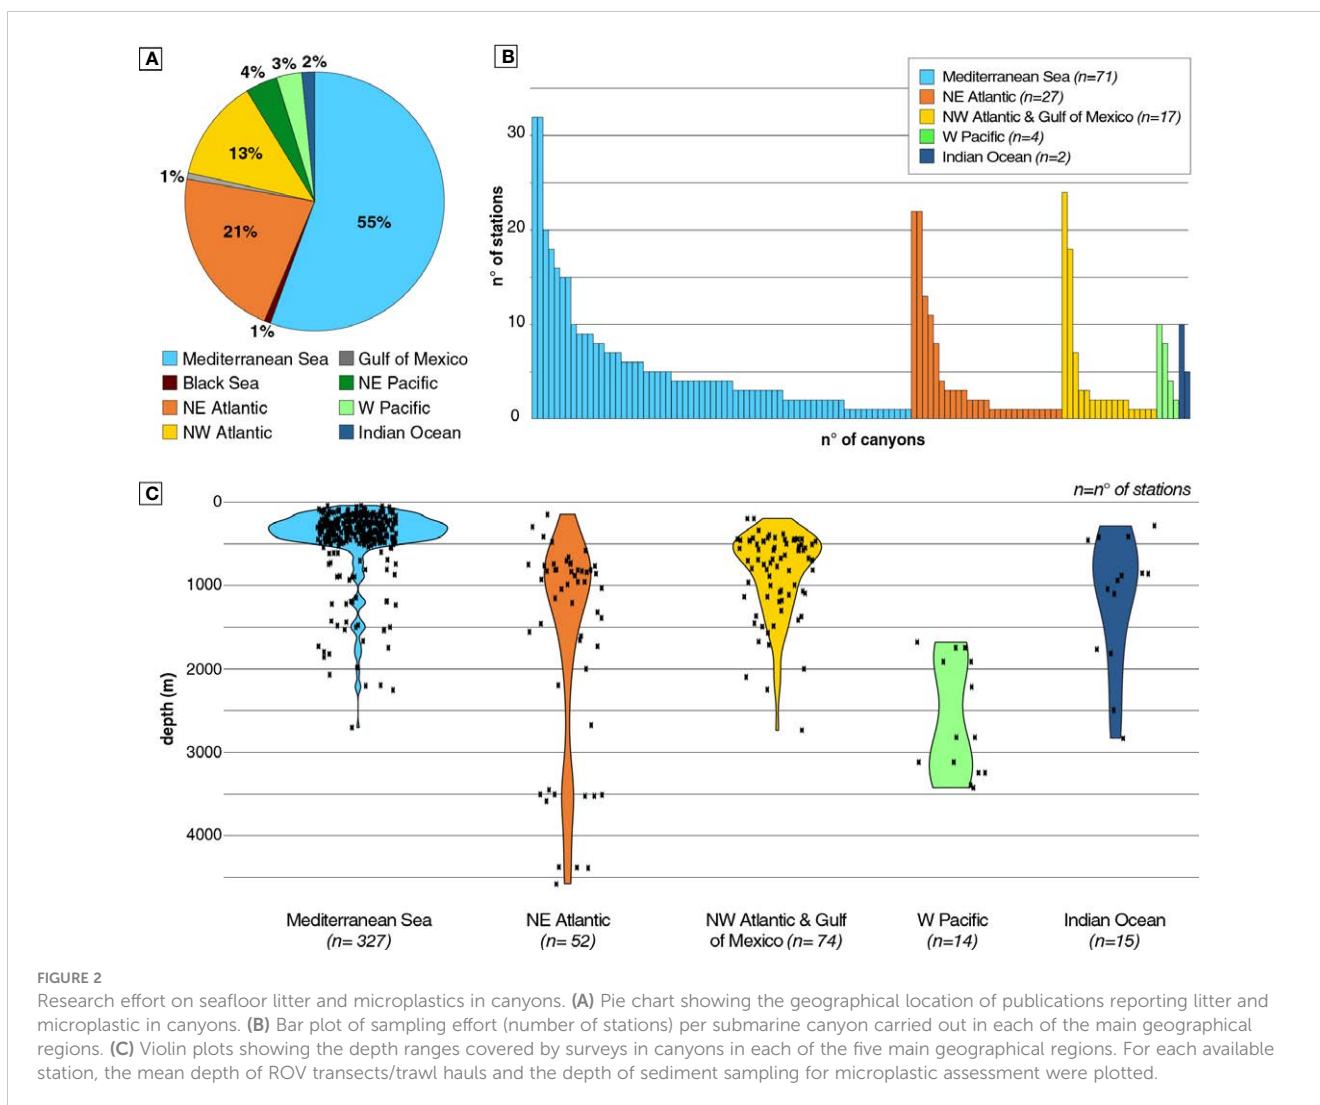 A
4%
3%
2%
13%
1%
55%
21%
1%
Mediterranean Sea
Black Sea
NE Atlantic
NW Atlantic
Gulf of Mexico
NE Pacific
W Pacific
Indian Ocean
B
Mediterranean Sea (n=71)
NE Atlantic (n=27)
NW Atlantic & Gulf of Mexico (n=17)
W Pacific (n=4)
Indian Ocean (n=2)
n° of stations
30
20
10
0
n° of canyons
C
n=n° of stations
depth (m)
0
1000
2000
3000
4000
Mediterranean Sea
(n= 327)
NE Atlantic
(n= 52)
NW Atlantic & Gulf
of Mexico (n= 74)
W Pacific
(n=14)
Indian Ocean
(n=15)
FIGURE 2
Research effort on seafloor litter and microplastics in canyons. (A) Pie chart showing the geographical location of publications reporting litter and
microplastic in canyons. (B) Bar plot of sampling effort (number of stations) per submarine canyon carried out in each of the main geographical
regions. (C) Violin plots showing the depth ranges covered by surveys in canyons in each of the five main geographical regions. For each available
station, the mean depth of ROV transects/trawl hauls and the depth of sediment sampling for microplastic assessment were plotted.